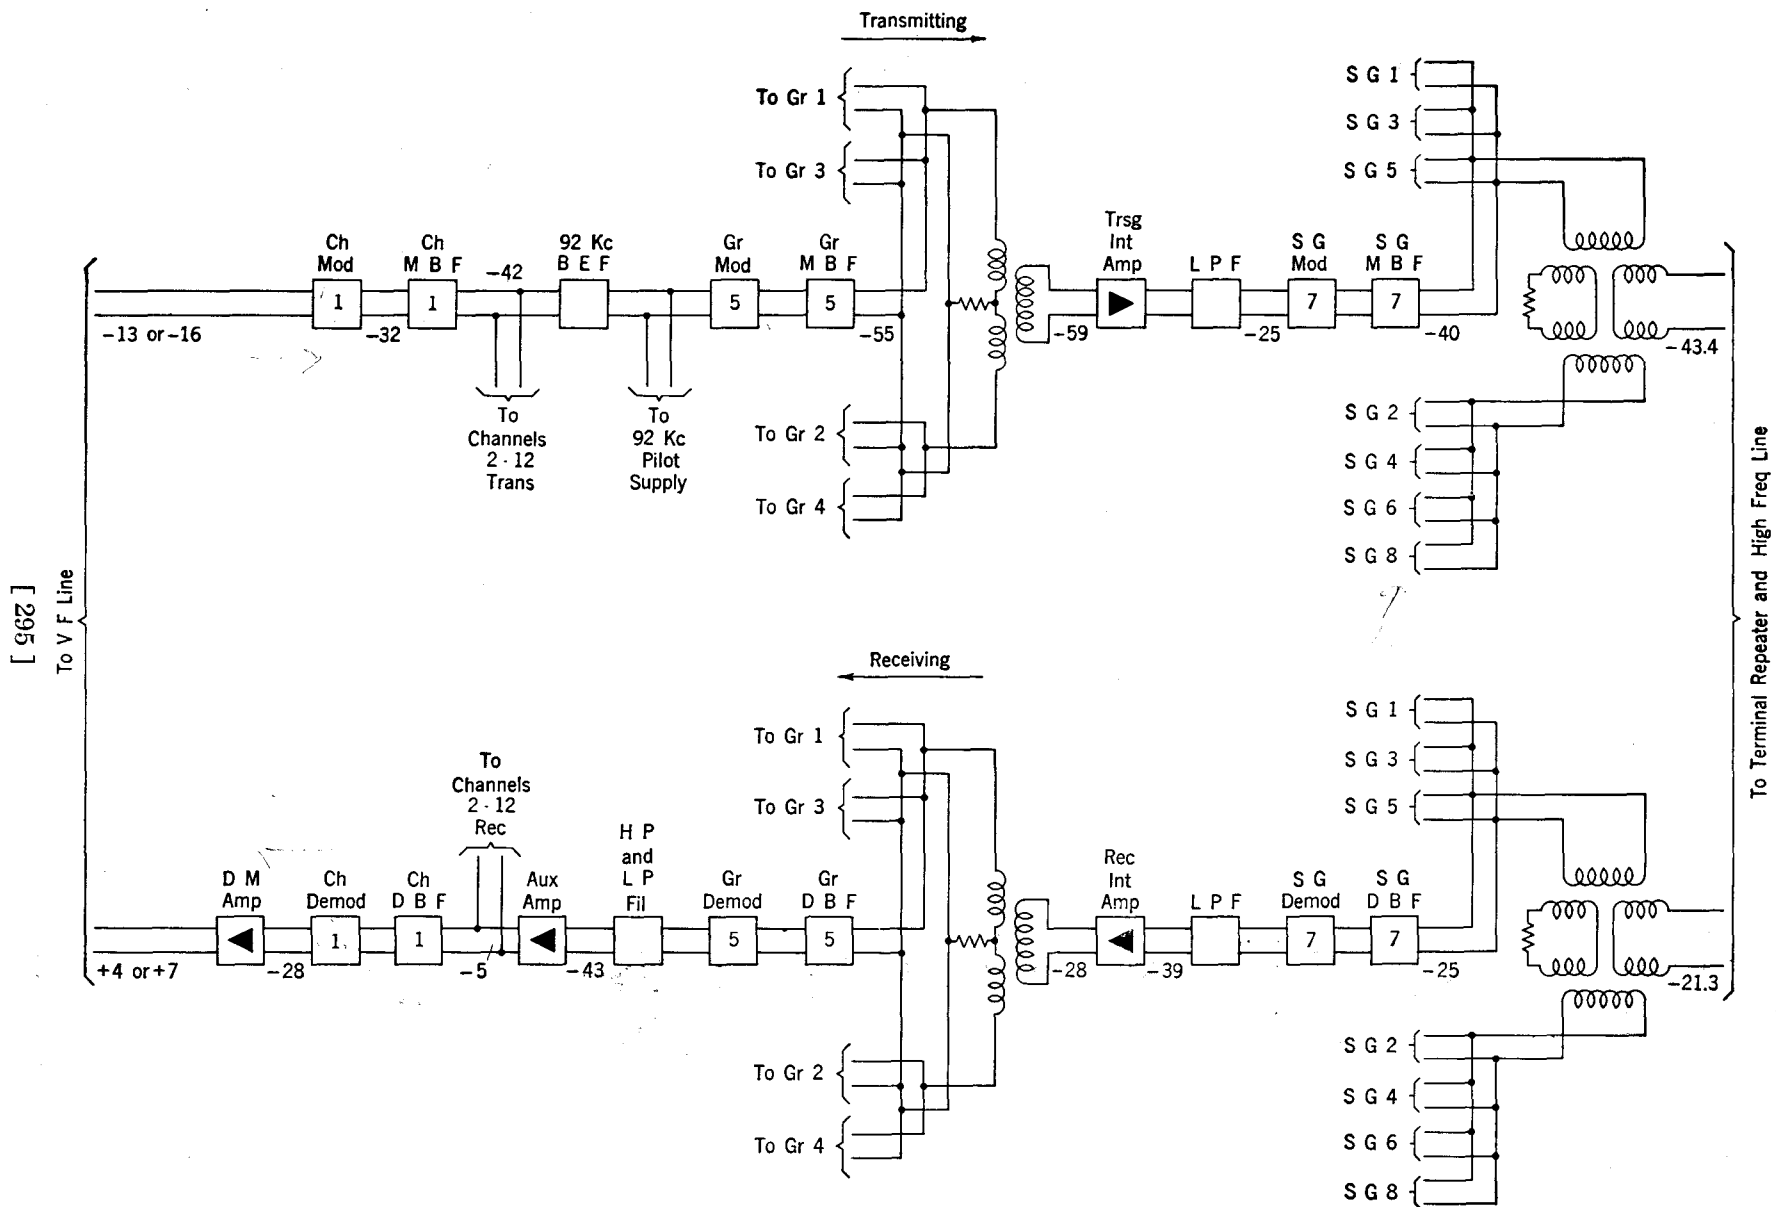 Transmitting
To Gr 1
To Gr 3
Ch
Mod
1
Ch
M B F
1
−42
92 Kc
B E F
Gr
Mod
5
Gr
M B F
5
Trsg
Int
Amp
L P F
S G
Mod
7
S G
M B F
7
S G 1
S G 3
S G 5
−13 or −16
−32
−55
−59
−25
−40
−43.4
To
Channels
2 - 12
Trans
To
92 Kc
Pilot
Supply
To Gr 2
To Gr 4
S G 2
S G 4
S G 6
S G 8
[ 295 ]
To V F Line
To Terminal Repeater and High Freq Line
Receiving
To Gr 1
To Gr 3
S G 1
S G 3
S G 5
D M
Amp
Ch
Demod
1
Ch
D B F
1
To
Channels
2 - 12
Rec
Aux
Amp
H P
and
L P
Fil
Gr
Demod
5
Gr
D B F
5
Rec
Int
Amp
L P F
S G
Demod
7
S G
D B F
7
+4 or +7
−28
−5
−43
−28
−39
−25
−21.3
To Gr 2
To Gr 4
S G 2
S G 4
S G 6
S G 8